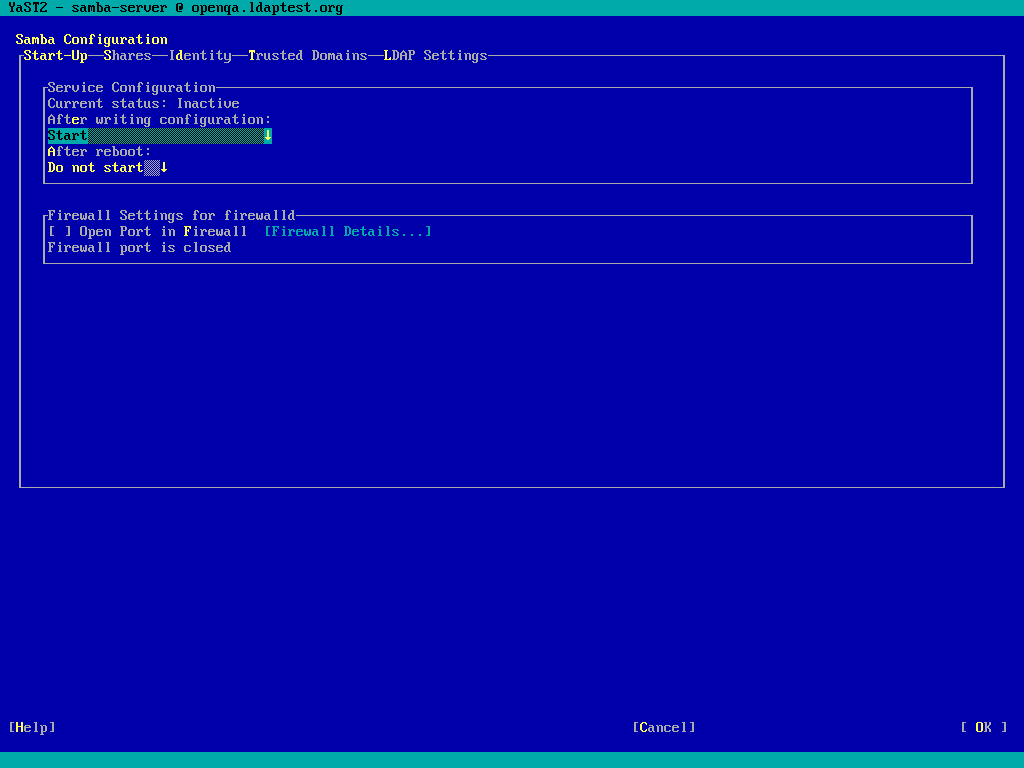 YaST2 - samba-server @ openqa.ldaptest.org
Samba Configuration
Start-Up Shares Identity Trusted Domains LDAP Settings
Service Configuration
Current status: Inactive
After writing configuration:
Start ↓
After reboot:
Do not start ↓
Firewall Settings for firewalld
[ ] Open Port in Firewall [Firewall Details...]
Firewall port is closed
[Help] [Cancel] [ OK ]